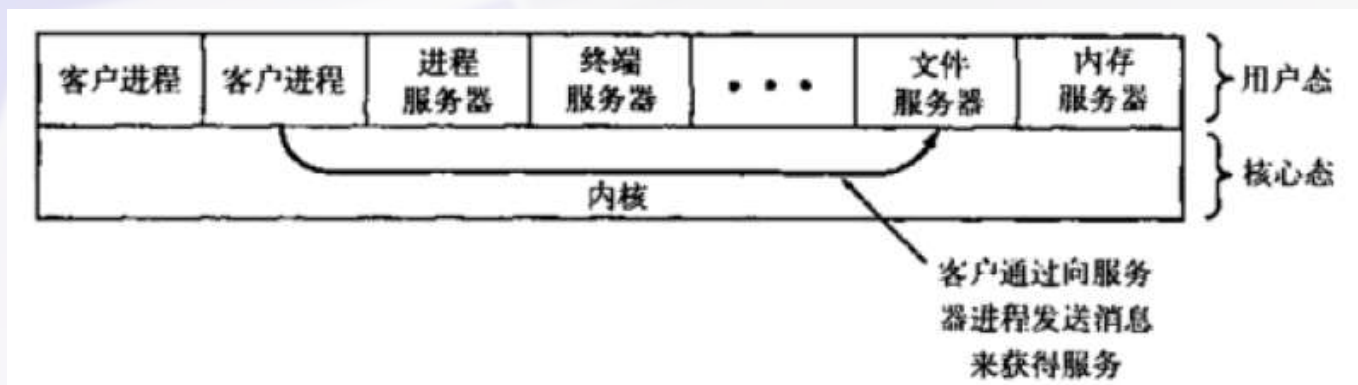 客户进程
客户进程
进程
服务器
终端
服务器
• • •
文件
服务器
内存
服务器
用户态
内核
核心态
客户通过向服务
器进程发送消息
来获得服务